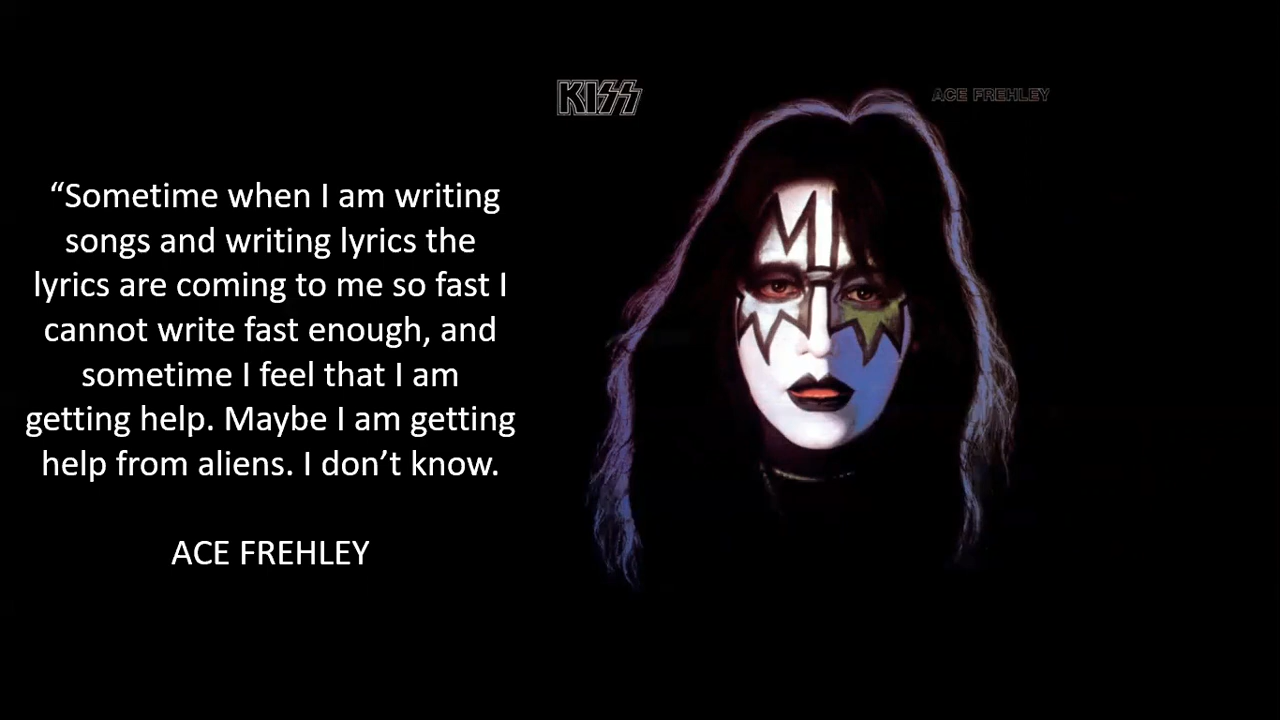 KISS
ACE FREHLEY
“Sometime when I am writing
songs and writing lyrics the
lyrics are coming to me so fast I
cannot write fast enough, and
sometime I feel that I am
getting help. Maybe I am getting
help from aliens. I don’t know.
ACE FREHLEY